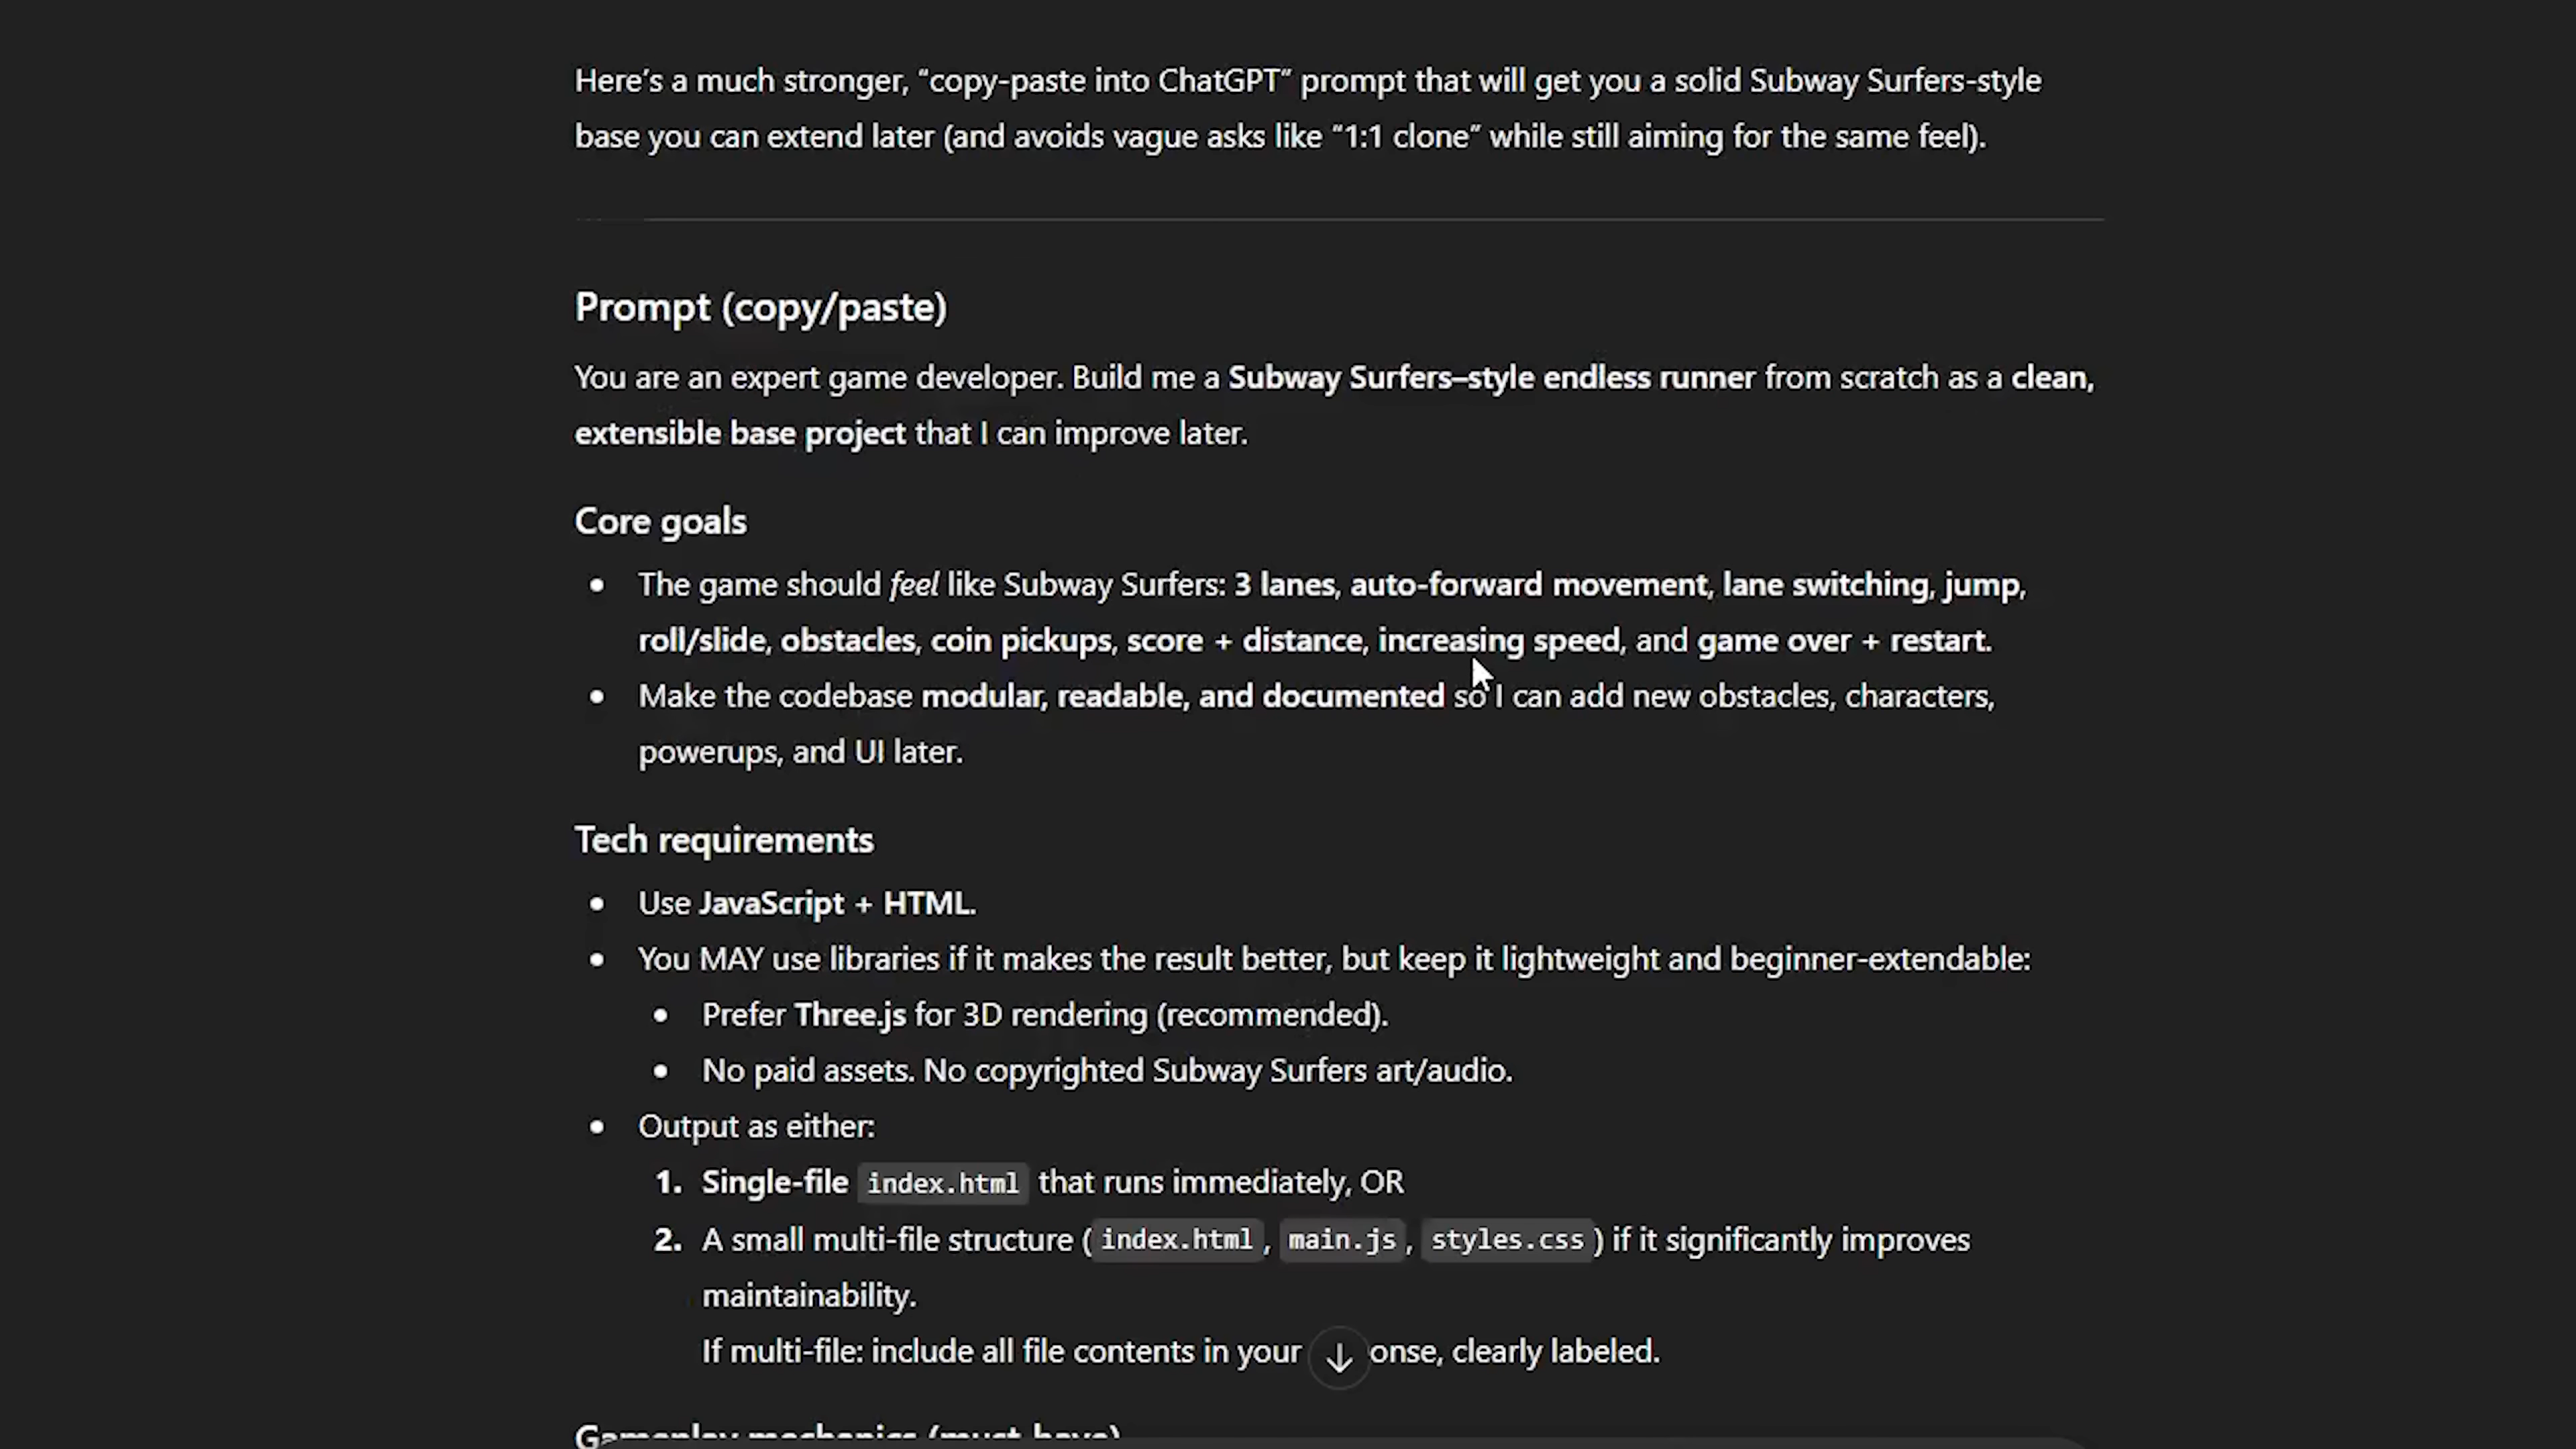 Here’s a much stronger, “copy-paste into ChatGPT” prompt that will get you a solid Subway Surfers-style
base you can extend later (and avoids vague asks like “1:1 clone” while still aiming for the same feel).
Prompt (copy/paste)
You are an expert game developer. Build me a Subway Surfers–style endless runner from scratch as a clean,
extensible base project that I can improve later.
Core goals
• The game should feel like Subway Surfers: 3 lanes, auto-forward movement, lane switching, jump,
roll/slide, obstacles, coin pickups, score + distance, increasing speed, and game over + restart.
• Make the codebase modular, readable, and documented so I can add new obstacles, characters,
powerups, and UI later.
Tech requirements
• Use JavaScript + HTML.
• You MAY use libraries if it makes the result better, but keep it lightweight and beginner-extendable:
• Prefer Three.js for 3D rendering (recommended).
• No paid assets. No copyrighted Subway Surfers art/audio.
• Output as either:
1. Single-file index.html that runs immediately, OR
2. A small multi-file structure (index.html, main.js, styles.css) if it significantly improves
maintainability.
If multi-file: include all file contents in your onse, clearly labeled.
Gameplay mechanics (must-have)